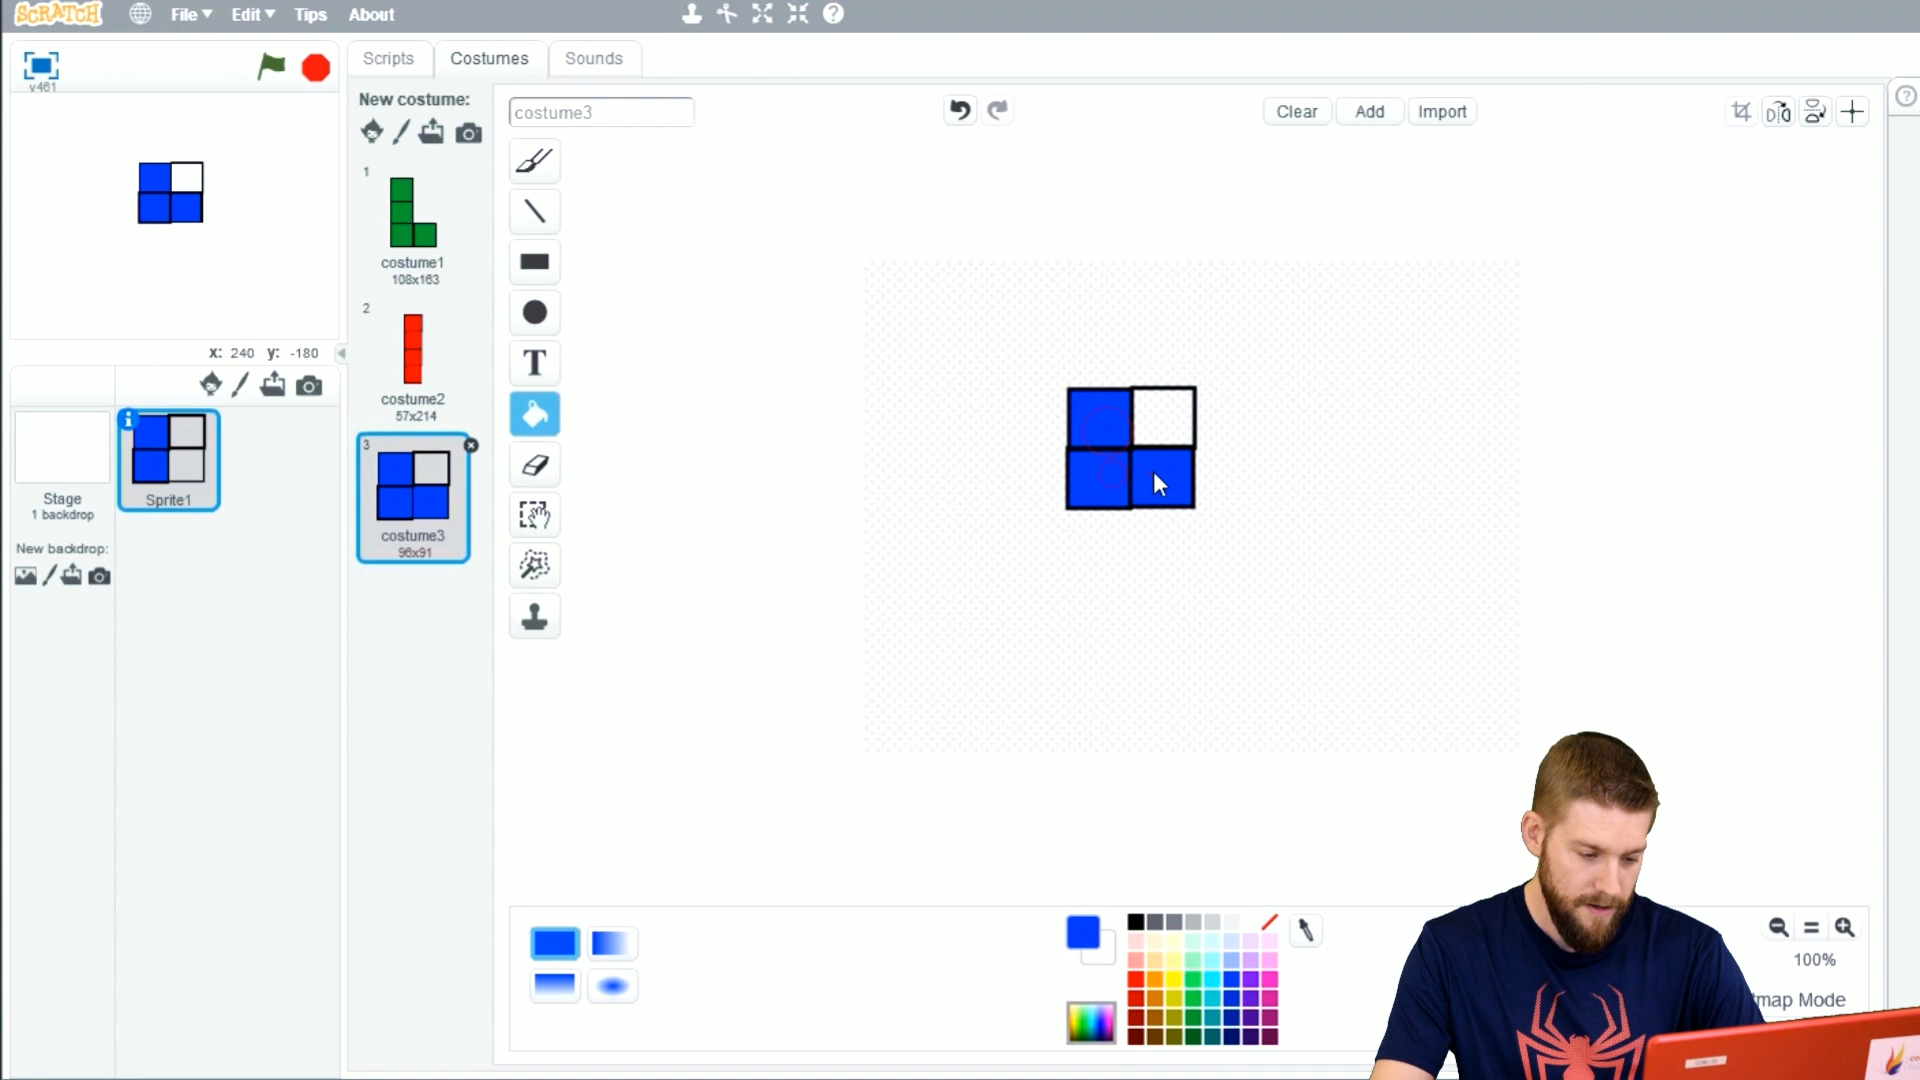 SCRATCH File Edit Tips About
v461
Scripts Costumes Sounds
New costume:
costume3
Clear Add Import
1
costume1
108x163
2
costume2
57x214
3
costume3
96x91
T
x: 240 y: -180
Sprite1
Stage
1 backdrop
New backdrop:
100%
tmap Mode